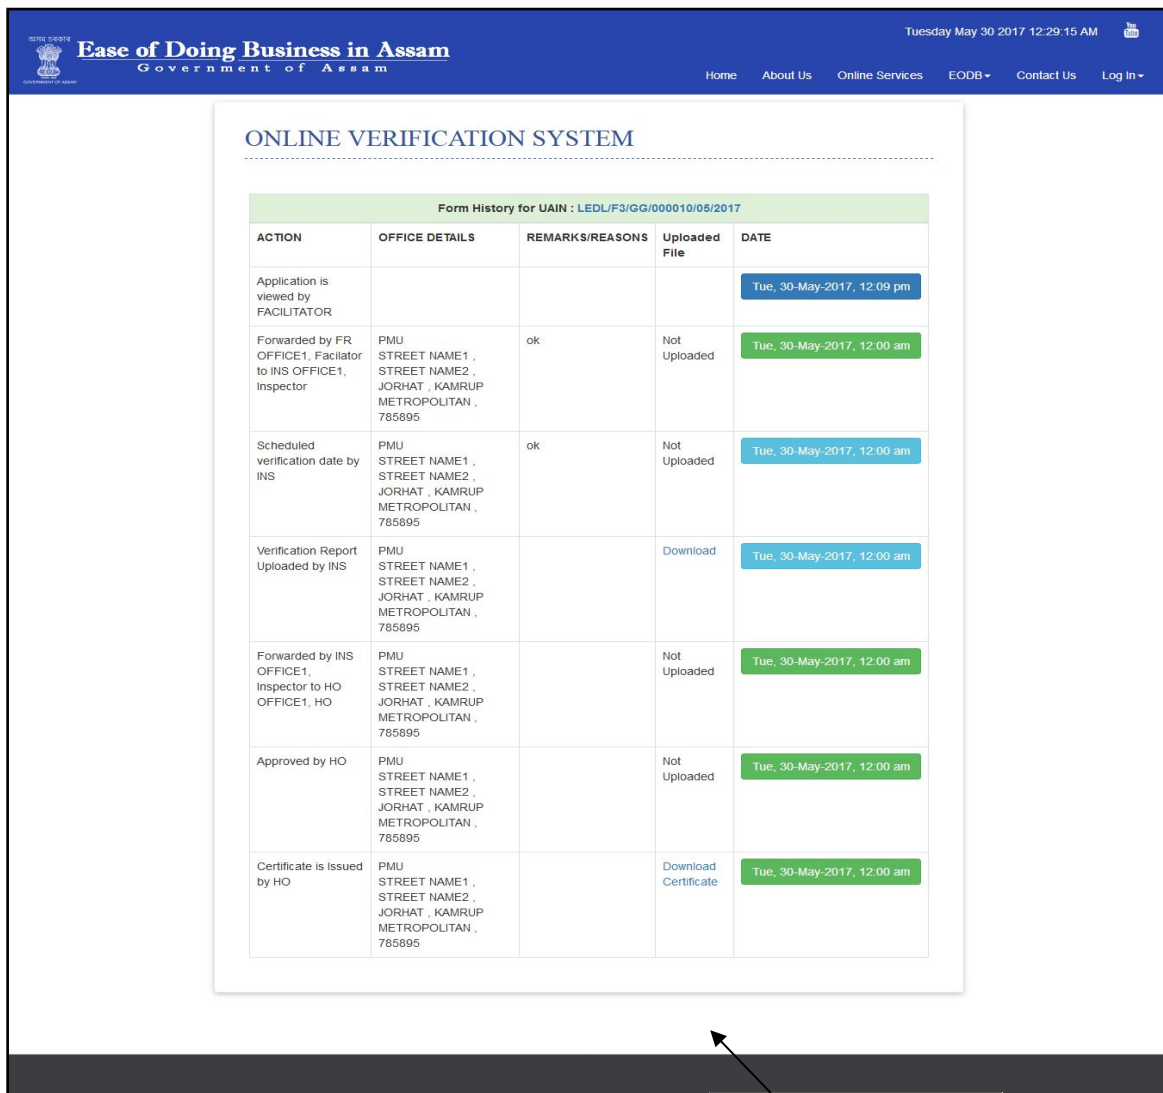 Tuesday May 30 2017 12:29:15 AM
You
Tube
Ease of Doing Business in Assam
Government of Assam
GOVERNMENT OF ASSAM
Home About Us Online Services EODB Contact Us Log In
ONLINE VERIFICATION SYSTEM
Form History for UAIN : LEDL/F3/GG/000010/05/2017
ACTION OFFICE DETAILS REMARKS/REASONS Uploaded DATE
File
Application is Tue, 30-May-2017, 12:09 pm
viewed by
FACILITATOR
Forwarded by FR PMU ok Not Tue, 30-May-2017, 12:00 am
OFFICE1, Facilator STREET NAME1 , Uploaded
to INS OFFICE1, STREET NAME2 ,
Inspector JORHAT , KAMRUP
METROPOLITAN ,
785895
Scheduled PMU ok Not Tue, 30-May-2017, 12:00 am
verification date by STREET NAME1 , Uploaded
INS STREET NAME2 ,
JORHAT , KAMRUP
METROPOLITAN ,
785895
Verification Report PMU Download Tue, 30-May-2017, 12:00 am
Uploaded by INS STREET NAME1 ,
STREET NAME2 ,
JORHAT , KAMRUP
METROPOLITAN ,
785895
Forwarded by INS PMU Not Tue, 30-May-2017, 12:00 am
OFFICE1, STREET NAME1 , Uploaded
Inspector to HO STREET NAME2 ,
OFFICE1, HO JORHAT , KAMRUP
METROPOLITAN ,
785895
Approved by HO PMU Not Tue, 30-May-2017, 12:00 am
STREET NAME1 , Uploaded
STREET NAME2 ,
JORHAT , KAMRUP
METROPOLITAN ,
785895
Certificate is Issued PMU Download Tue, 30-May-2017, 12:00 am
by HO STREET NAME1 , Certificate
STREET NAME2 ,
JORHAT , KAMRUP
METROPOLITAN ,
785895